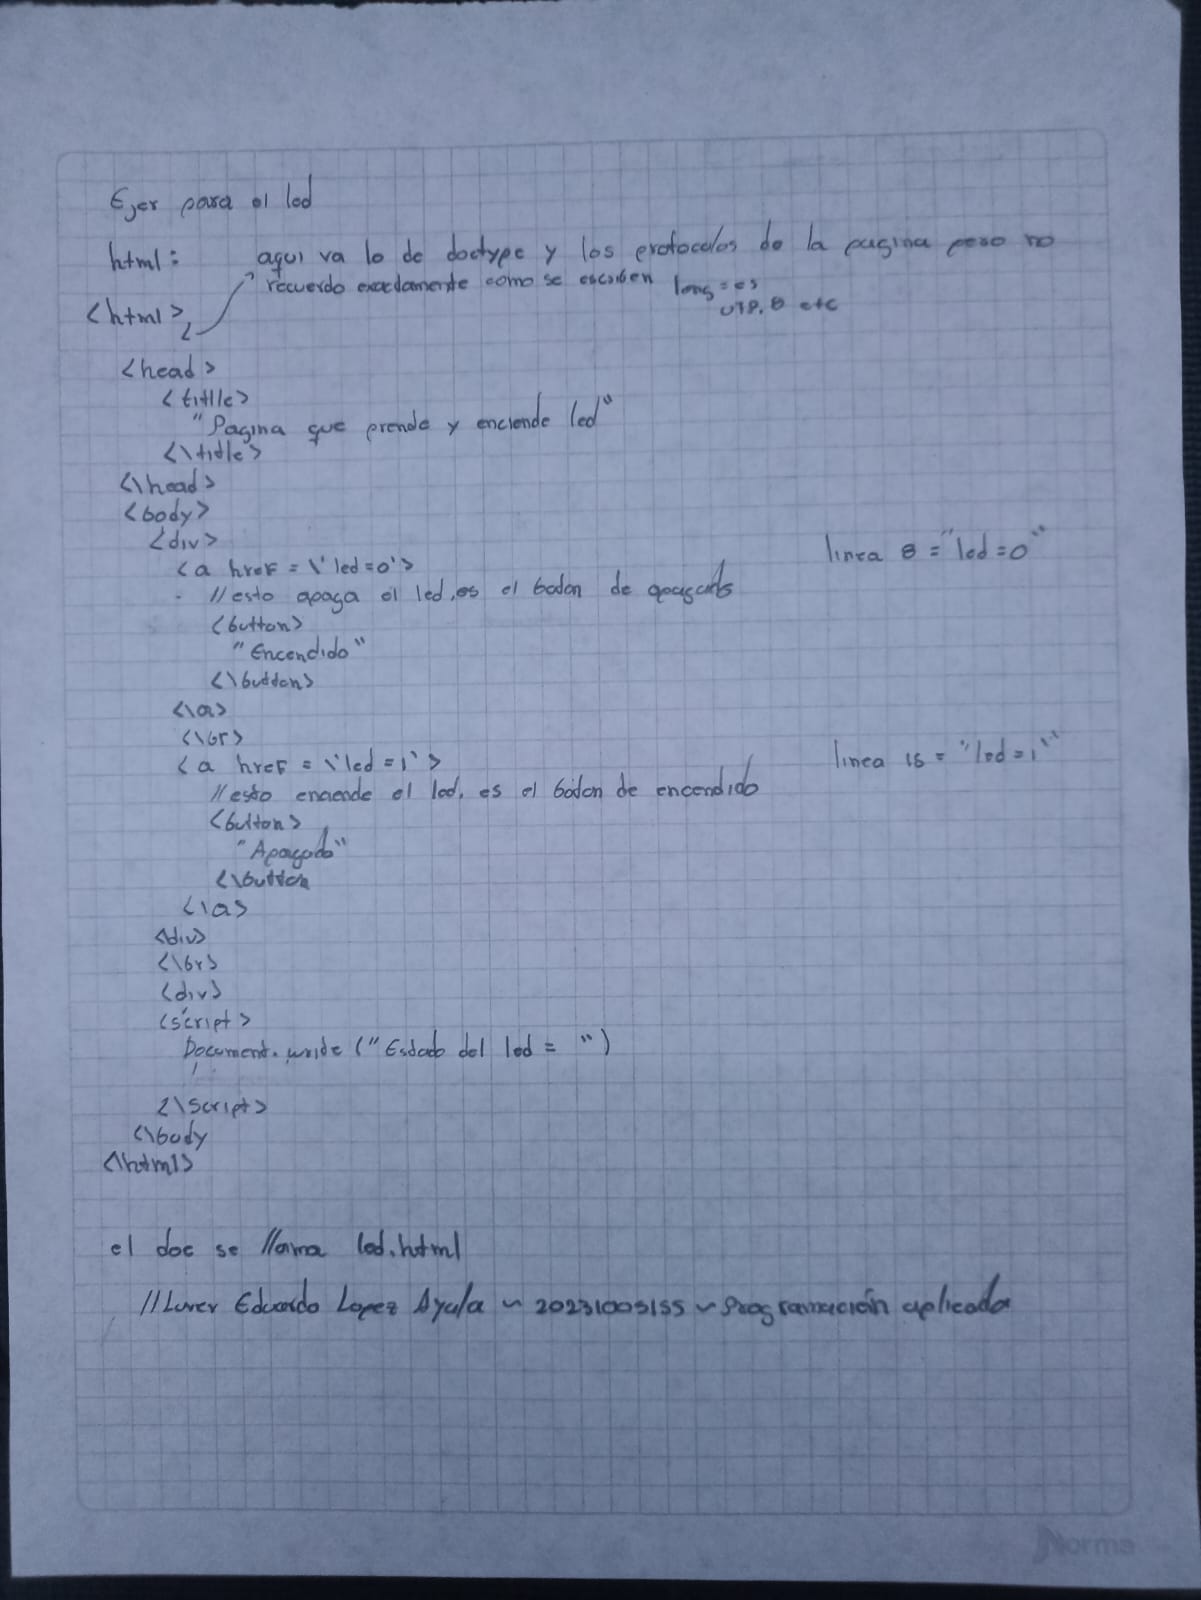 Ejer para el led
html: aqui va lo de doctype y los protocolos de la pagina pero no
recuerdo exactamente como se escriben lang=es
UTP.8 etc
<html>
<head>
<titlle>
"Pagina que prende y enciende led"
<\title>
<\head>
<body>
<div>
<a href = \'led=0'> linea 8 = "led=0"
//esto apaga el led, es el boton de apagado
<button>
"Encendido"
<\button>
<\a>
<\br>
<a href = \'led=1'> linea 15 = "led=1"
//esto enciende el led, es el boton de encendido
<button>
"Apagado"
<\button
<\a>
<div>
<\br>
<div>
<script>
Document.write ("Estado del led = ")
<\script>
<\body
<\html>
el doc se llama led.html
// Eduardo Lopez Ayala ~ 20231005155 ~ Programación aplicada
Norma